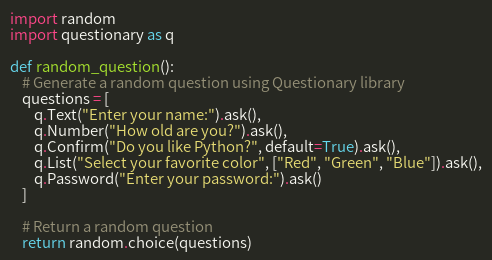 import random
import questionary as q

def random_question():
    # Generate a random question using Questionary library
    questions = [
        q.Text("Enter your name:").ask(),
        q.Number("How old are you?").ask(),
        q.Confirm("Do you like Python?", default=True).ask(),
        q.List("Select your favorite color", ["Red", "Green", "Blue"]).ask(),
        q.Password("Enter your password:").ask()
    ]

    # Return a random question
    return random.choice(questions)